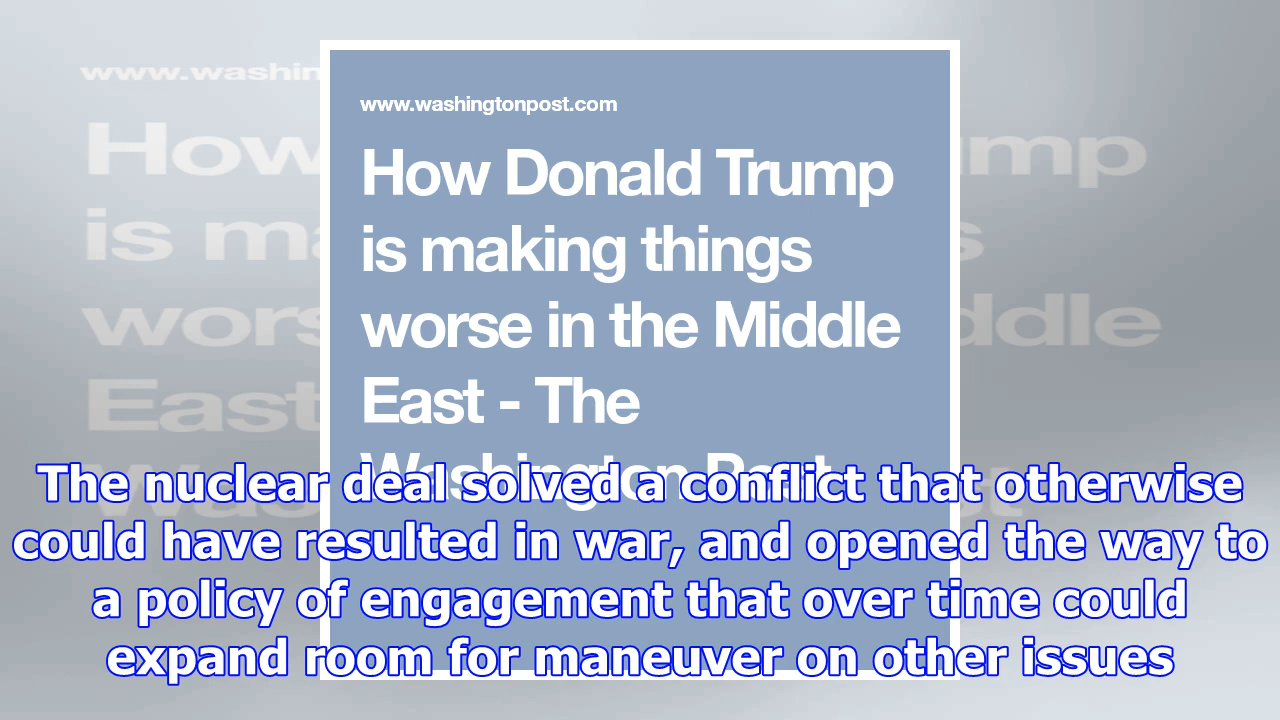 www.washingtonpost.com
How Donald Trump
is making things
worse in the Middle
East - The
Washington Post
The nuclear deal solved a conflict that otherwise
could have resulted in war, and opened the way to
a policy of engagement that over time could
expand room for maneuver on other issues